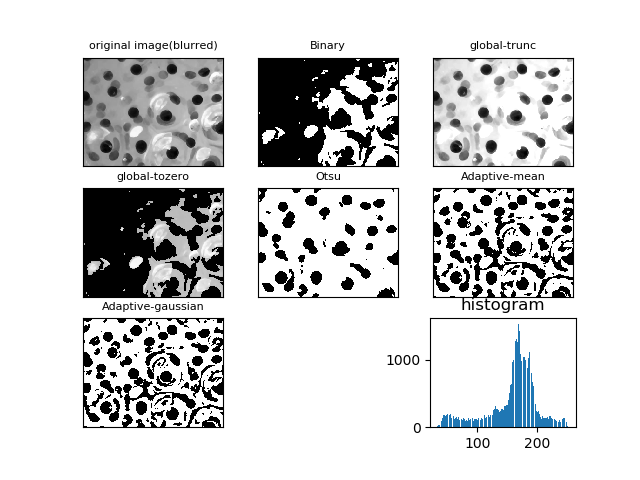 original image(blurred)
Binary
global-trunc
global-tozero
Otsu
Adaptive-mean
Adaptive-gaussian
histogram
1000
0
100
200